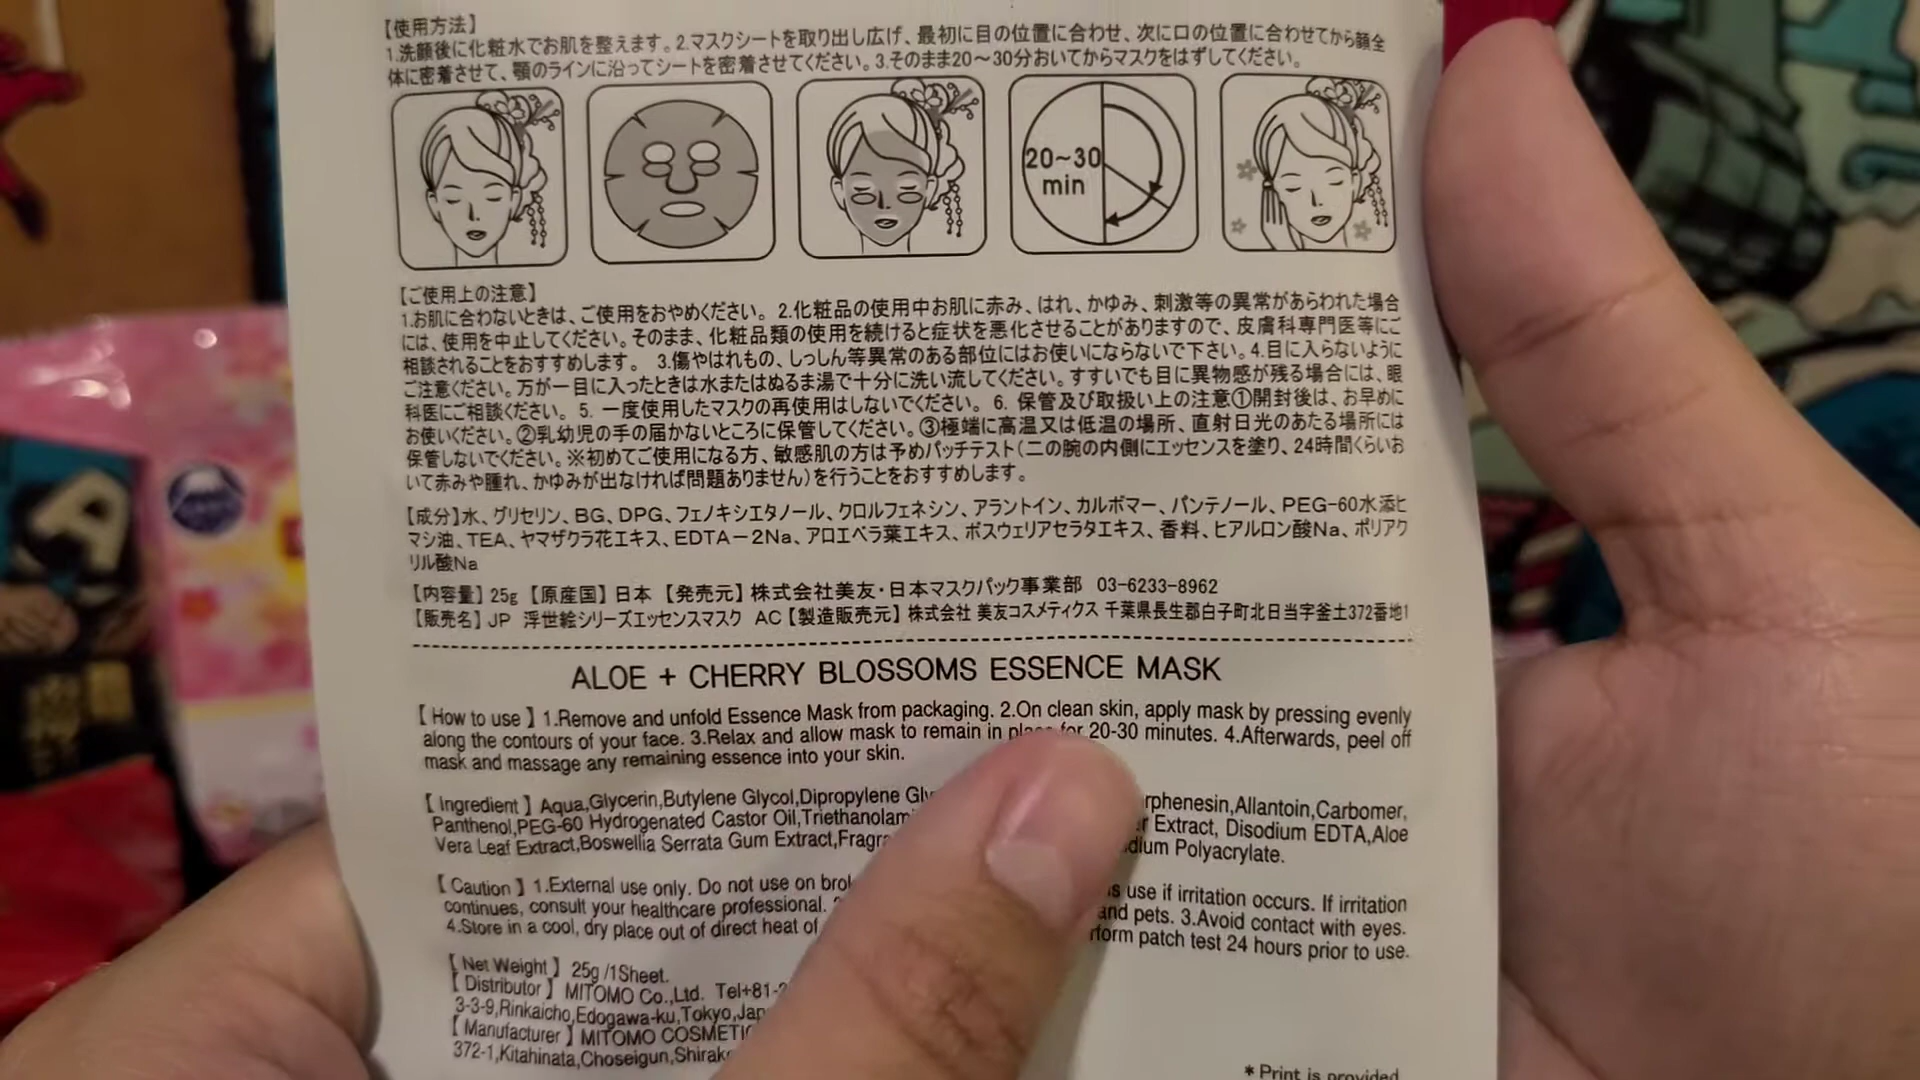 【使用方法】
1.洗顔後に化粧水でお肌を整えます。2.マスクシートを取り出し広げ、最初に目の位置に合わせ、次に口の位置に合わせてから顔全
体に密着させて、顎のラインに沿ってシートを密着させてください。3.そのまま20〜30分おいてからマスクをはずしてください。
20~30
min
【ご使用上の注意】
1.お肌に合わないときは、ご使用をおやめください。 2.化粧品の使用中お肌に赤み、はれ、かゆみ、刺激等の異常があらわれた場合
には、使用を中止してください。そのまま、化粧品類の使用を続けると症状を悪化させることがありますので、皮膚科専門医等にご
相談されることをおすすめします。 3.傷やはれもの、しっしん等異常のある部位にはお使いにならないで下さい。4.目に入らないように
ご注意ください。万が一目に入ったときは水またはぬるま湯で十分に洗い流してください。すすいでも目に異物感が残る場合には、眼
科医にご相談ください。 5. 一度使用したマスクの再使用はしないでください。 6. 保管及び取扱い上の注意①開封後は、お早めに
お使いください。②乳幼児の手の届かないところに保管してください。③極端に高温又は低温の場所、直射日光のあたる場所には
保管しないでください。※初めてご使用になる方、敏感肌の方は予めパッチテスト(二の腕の内側にエッセンスを塗り、24時間くらいお
いて赤みや腫れ、かゆみが出なければ問題ありません)を行うことをおすすめします。
【成分】水、グリセリン、BG、DPG、フェノキシエタノール、クロルフェネシン、アラントイン、カルボマー、パンテノール、PEG-60水添ヒ
マシ油、TEA、ヤマザクラ花エキス、EDTA-2Na、アロエベラ葉エキス、ボスウェリアセラタエキス、香料、ヒアルロン酸Na、ポリアク
リル酸Na
【内容量】25g 【原産国】日本 【発売元】株式会社美友・日本マスクパック事業部 03-6233-8962
【販売名】JP 浮世絵シリーズエッセンスマスク AC【製造販売元】株式会社 美友コスメティクス 千葉県長生郡白子町北日当字釜土372番地1
ALOE + CHERRY BLOSSOMS ESSENCE MASK
【How to use】1.Remove and unfold Essence Mask from packaging. 2.On clean skin, apply mask by pressing evenly
along the contours of your face. 3.Relax and allow mask to remain in place for 20-30 minutes. 4.Afterwards, peel off
mask and massage any remaining essence into your skin.
【Ingredient】Aqua,Glycerin,Butylene Glycol,Dipropylene Gly rphenesin,Allantoin,Carbomer,
Panthenol,PEG-60 Hydrogenated Castor Oil,Triethanolami Extract, Disodium EDTA,Aloe
Vera Leaf Extract,Boswellia Serrata Gum Extract,Fragr dium Polyacrylate.
【Caution】1.External use only. Do not use on brok use if irritation occurs. If irritation
continues, consult your healthcare professional. and pets. 3.Avoid contact with eyes.
4.Store in a cool, dry place out of direct heat of rform patch test 24 hours prior to use.
【Net Weight】 25g /1Sheet.
【Distributor】 MITOMO Co.,Ltd. Tel+81-
3-3-9,Rinkaicho,Edogawa-ku,Tokyo,Jap
【Manufacturer】MITOMO COSMETIC
372-1,Kitahinata,Choseigun,Shirak
* Print is provided